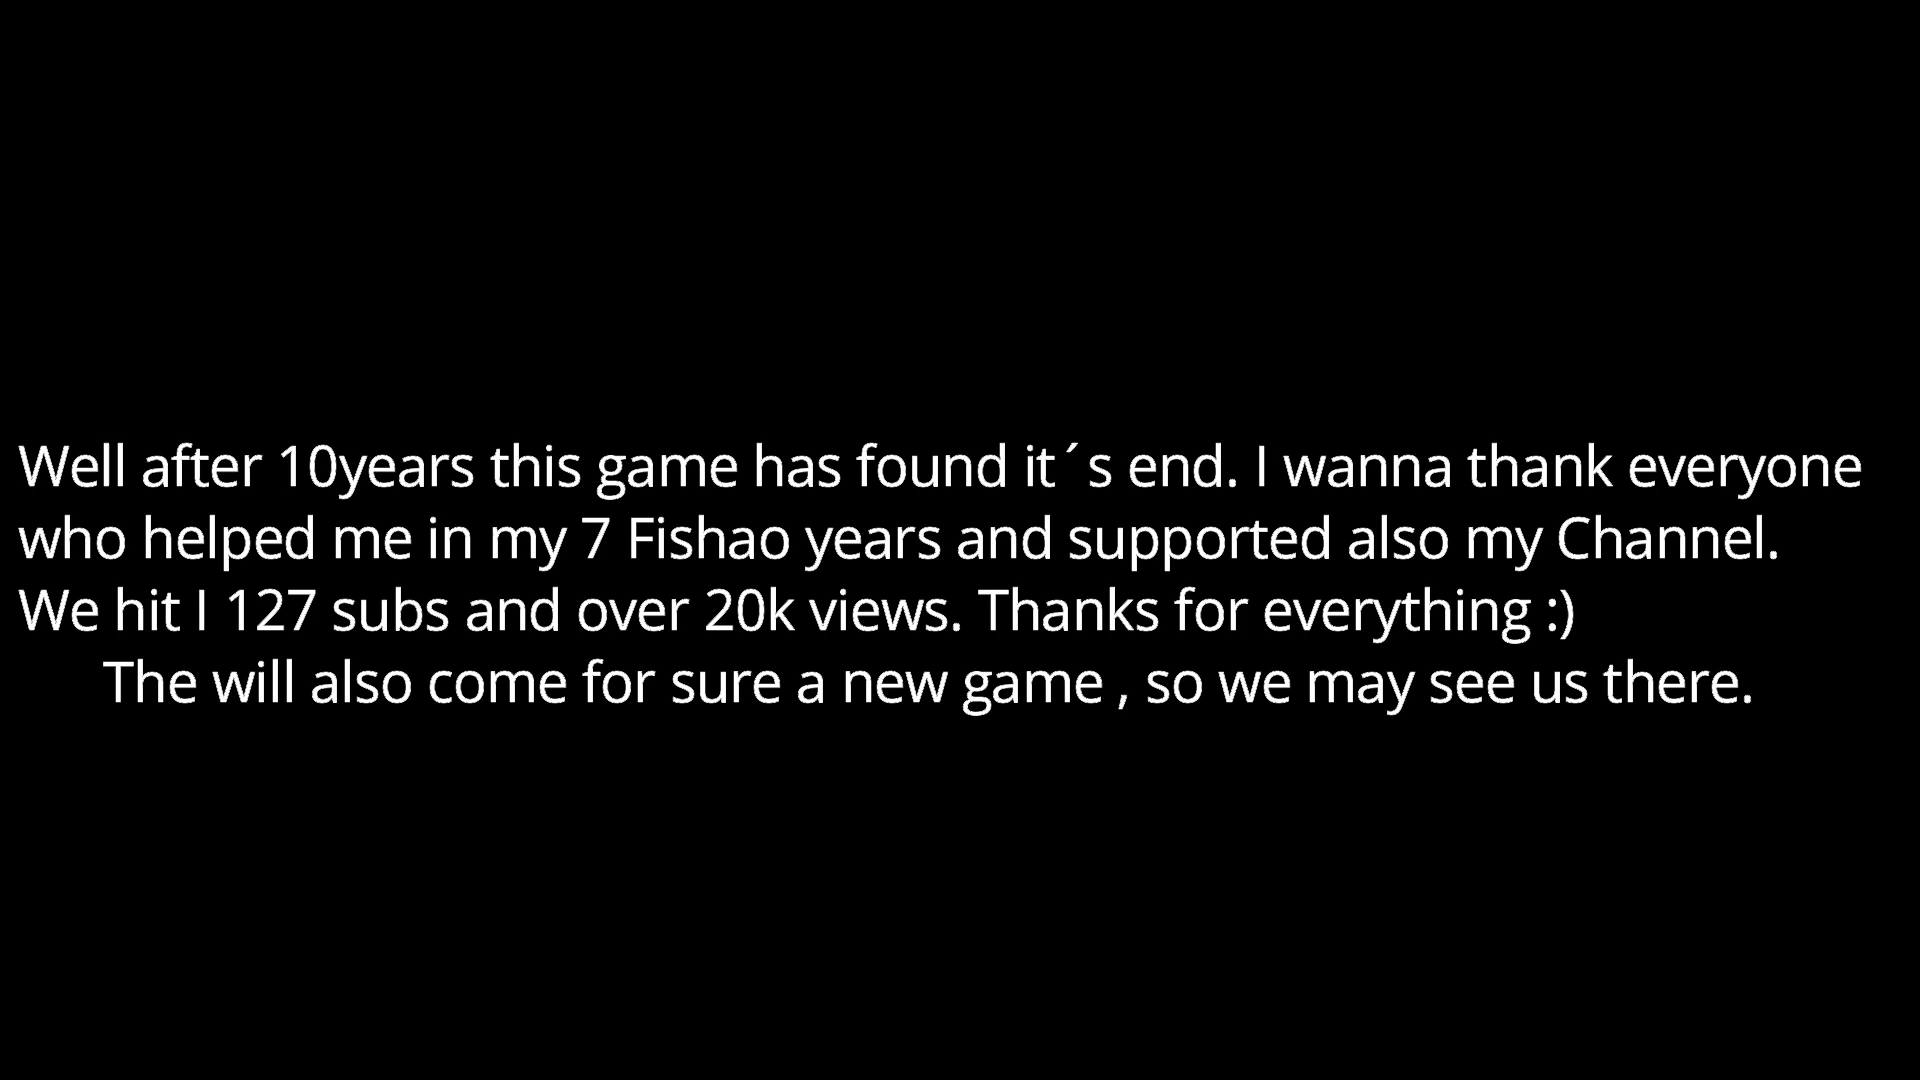 Well after 10years this game has found it´s end. I wanna thank everyone
who helped me in my 7 Fishao years and supported also my Channel.
We hit I 127 subs and over 20k views. Thanks for everything :)
The will also come for sure a new game , so we may see us there.